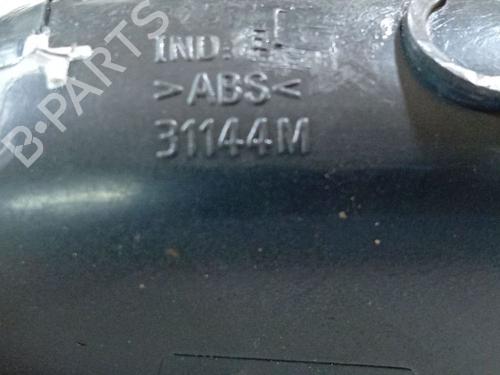 IND.
>ABS<
31144M
B-PARTS